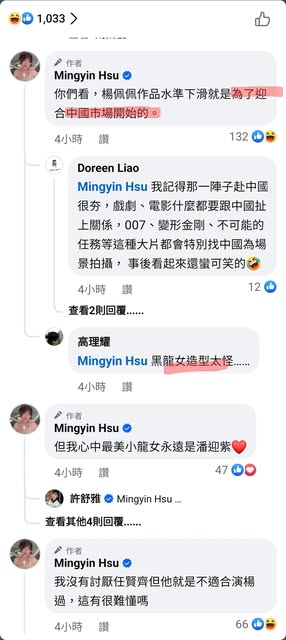 1,033
作者
Mingyin Hsu
你們看，楊佩佩作品水準下滑就是為了迎
合中國市場開始的。
4小時 讚 132
Doreen Liao
Mingyin Hsu 我記得那一陣子赴中國
很夯，戲劇、電影什麼都要跟中國扯
上關係，007、變形金剛、不可能的
任務等這種大片都會特別找中國為場
景拍攝， 事後看起來還蠻可笑的🤣
4小時 讚 12
查看2則回覆......
高理耀
Mingyin Hsu 黑龍女造型太怪......
4小時 讚
作者
Mingyin Hsu
但我心中最美小龍女永遠是潘迎紫❤️
4小時 讚 47
許舒雅 Mingyin Hsu ...
查看其他4則回覆......
作者
Mingyin Hsu
我沒有討厭任賢齊但他就是不適合演楊
過，這有很難懂嗎
4小時 讚 66